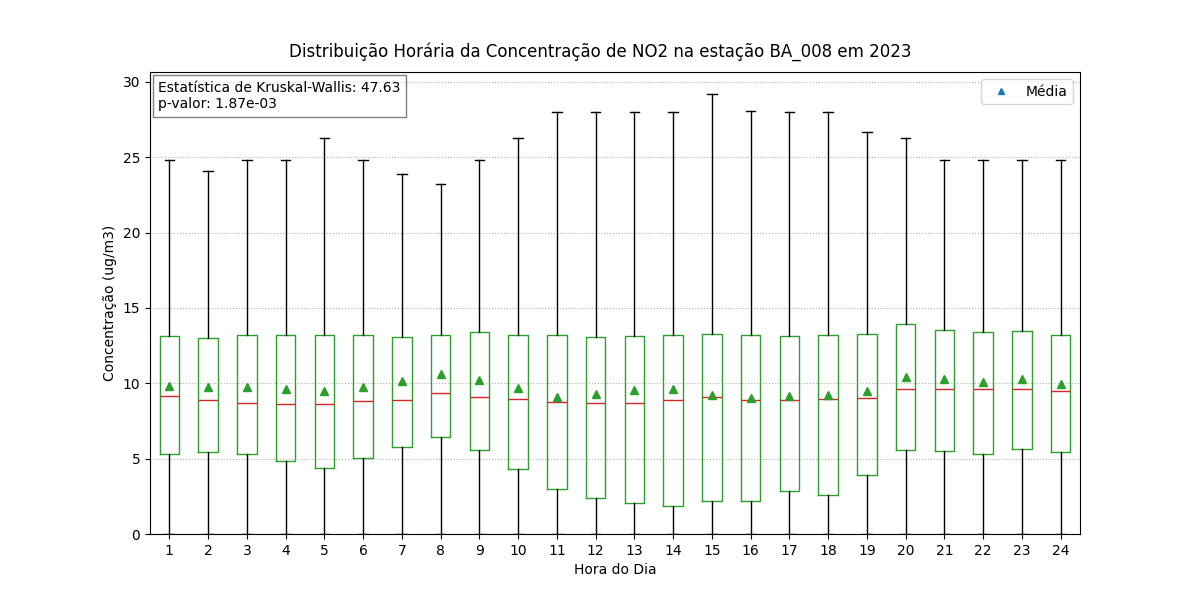 Distribuição Horária da Concentração de NO2 na estação BA_008 em 2023
Estatística de Kruskal-Wallis: 47.63
p-valor: 1.87e-03
Média
Concentração (ug/m3)
30
25
20
15
10
5
0
1 2 3 4 5 6 7 8 9 10 11 12 13 14 15 16 17 18 19 20 21 22 23 24
Hora do Dia